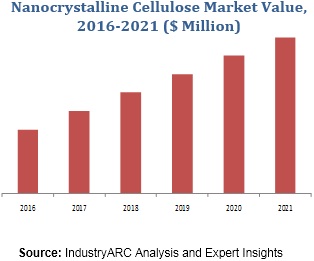 Nanocrystalline Cellulose Market Value,
2016-2021 ($ Million)
2016 2017 2018 2019 2020 2021
Source: IndustryARC Analysis and Expert Insights